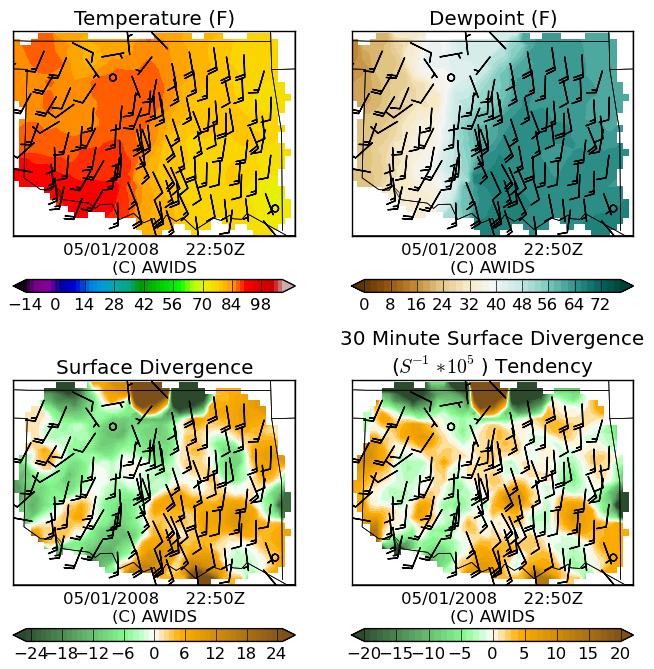 Temperature (F)
Dewpoint (F)
05/01/2008 22:50Z
(C) AWIDS
05/01/2008 22:50Z
(C) AWIDS
−14 0 14 28 42 56 70 84 98
0 8 16 24 32 40 48 56 64 72
Surface Divergence
30 Minute Surface Divergence
(S⁻¹ *10⁵ ) Tendency
05/01/2008 22:50Z
(C) AWIDS
05/01/2008 22:50Z
(C) AWIDS
−24 −18 −12 −6 0 6 12 18 24
−20 −15 −10 −5 0 5 10 15 20